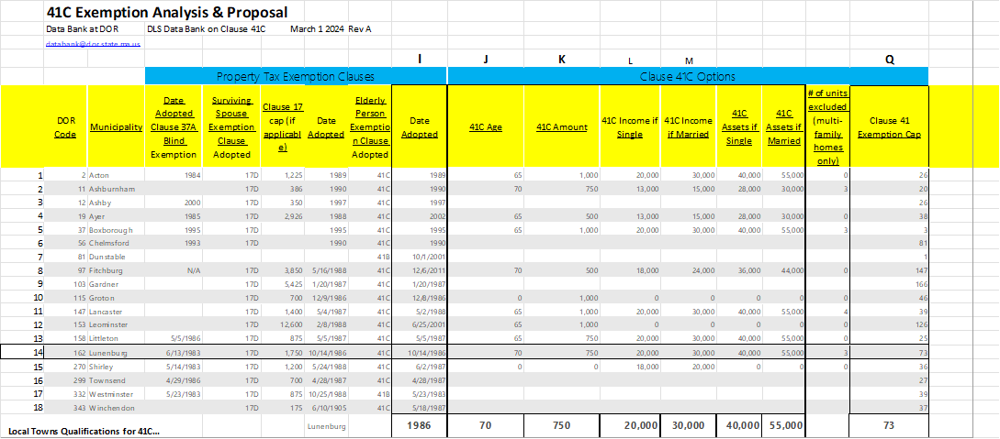 41C Exemption Analysis & Proposal
Data Bank at DOR DLS Data Bank on Clause 41C March 1 2024 Rev A
databank@dor.state.ma.us
I J K L M Q
Property Tax Exemption Clauses Clause 41C Options
DOR Code Municipality Date Adopted Clause 37A Blind Exemption Surviving Spouse Exemption Clause Adopted Clause 17 cap (if applicable) Date Adopted Elderly Person Exemption Clause Adopted Date Adopted 41C Age 41C Amount 41C Income if Single 41C Income if Married 41C Assets if Single 41C Assets if Married # of units excluded (multi-family homes only) Clause 41 Exemption Cap
1 2 Acton 1984 17D 1,225 1989 41C 1989 65 1,000 20,000 30,000 40,000 55,000 0 26
2 11 Ashburnham 17D 386 1990 41C 1990 70 750 13,000 15,000 28,000 30,000 3 20
3 12 Ashby 2000 17D 350 1997 41C 1997 26
4 19 Ayer 1985 17D 2,926 1988 41C 2002 65 500 13,000 15,000 28,000 30,000 0 38
5 37 Boxborough 1995 17D 1995 41C 1995 65 1,000 20,000 30,000 40,000 55,000 3 3
6 56 Chelmsford 1993 17D 1990 41C 1990 81
7 81 Dunstable 41B 10/1/2001 1
8 97 Fitchburg N/A 17D 3,850 5/16/1988 41C 12/6/2011 70 500 18,000 24,000 36,000 44,000 0 147
9 103 Gardner 17D 5,425 1/20/1987 41C 1/20/1987 166
10 115 Groton 17D 700 12/9/1986 41C 12/8/1986 0 1,000 0 0 0 0 0 46
11 147 Lancaster 17D 1,400 5/4/1987 41C 5/2/1988 65 1,000 20,000 30,000 40,000 55,000 4 39
12 153 Leominster 17D 12,600 2/8/1988 41C 6/25/2001 65 1,000 0 0 0 0 0 126
13 158 Littleton 5/5/1986 17D 875 5/5/1987 41C 5/5/1987 65 750 20,000 30,000 40,000 55,000 0 25
14 162 Lunenburg 6/13/1983 17D 1,750 10/14/1986 41C 10/14/1986 70 750 20,000 30,000 40,000 55,000 3 73
15 270 Shirley 5/14/1983 17D 1,200 5/24/1988 41C 6/2/1987 0 0 18,000 20,000 0 0 0 36
16 299 Townsend 4/29/1986 17D 700 4/28/1987 41C 4/28/1987 27
17 332 Westminster 5/23/1983 17D 875 10/25/1988 41B 5/23/1983 39
18 343 Winchendon 17D 175 6/10/1905 41C 5/18/1987 37
Local Towns Qualifications for 41C... Lunenburg 1986 70 750 20,000 30,000 40,000 55,000 73